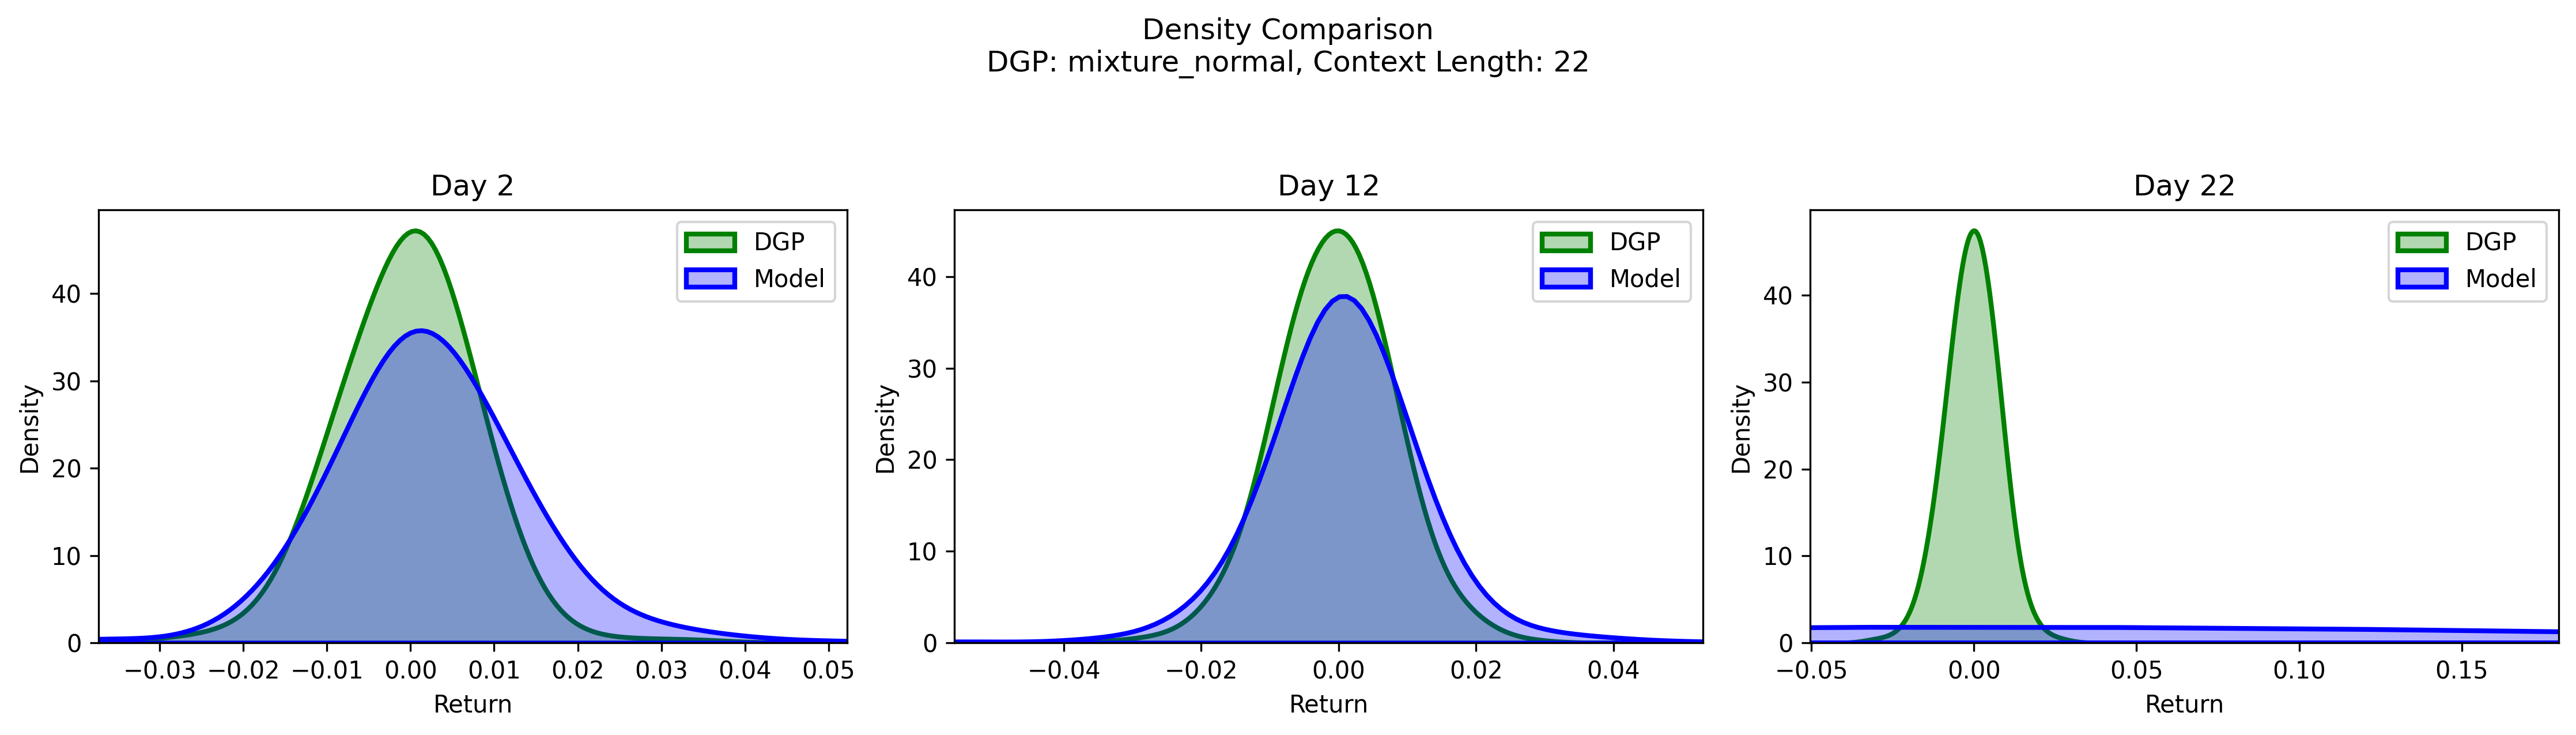 Density Comparison
DGP: mixture_normal, Context Length: 22
Day 2
DGP
Model
Density
40
30
20
10
0
−0.03 −0.02 −0.01 0.00 0.01 0.02 0.03 0.04 0.05
Return
Day 12
DGP
Model
Density
40
30
20
10
0
−0.04 −0.02 0.00 0.02 0.04
Return
Day 22
DGP
Model
Density
40
30
20
10
0
−0.05 0.00 0.05 0.10 0.15
Return